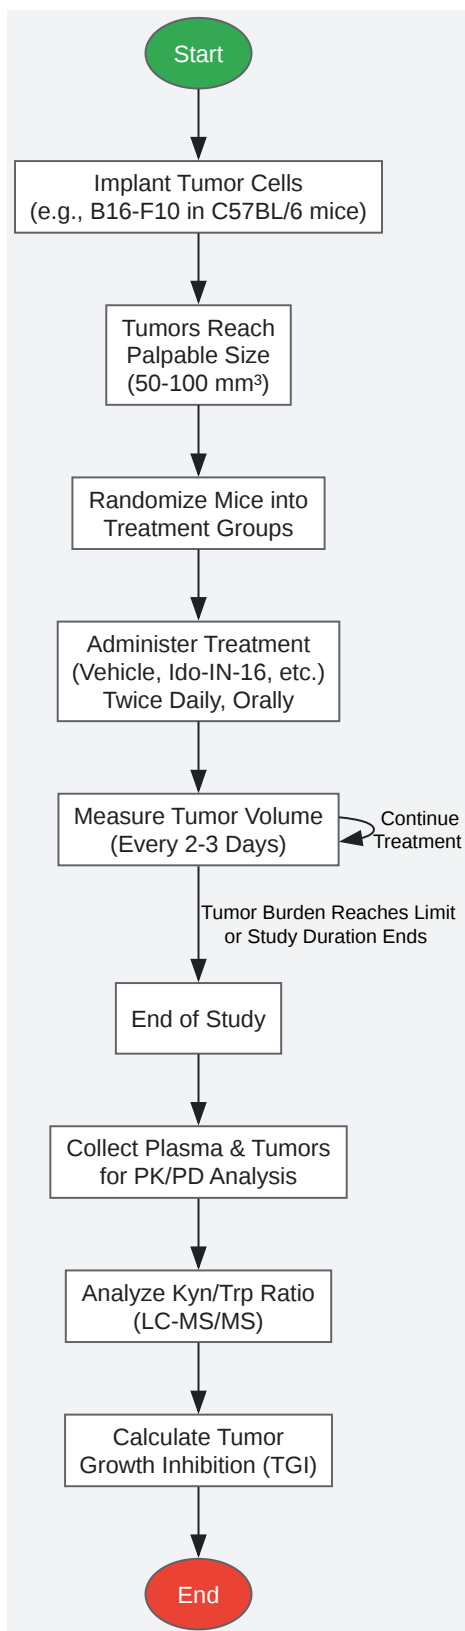 Start
Implant Tumor Cells
(e.g., B16-F10 in C57BL/6 mice)
Tumors Reach
Palpable Size
(50-100 mm³)
Randomize Mice into
Treatment Groups
Administer Treatment
(Vehicle, Ido-IN-16, etc.)
Twice Daily, Orally
Measure Tumor Volume
(Every 2-3 Days)
Continue
Treatment
Tumor Burden Reaches Limit
or Study Duration Ends
End of Study
Collect Plasma & Tumors
for PK/PD Analysis
Analyze Kyn/Trp Ratio
(LC-MS/MS)
Calculate Tumor
Growth Inhibition (TGI)
End